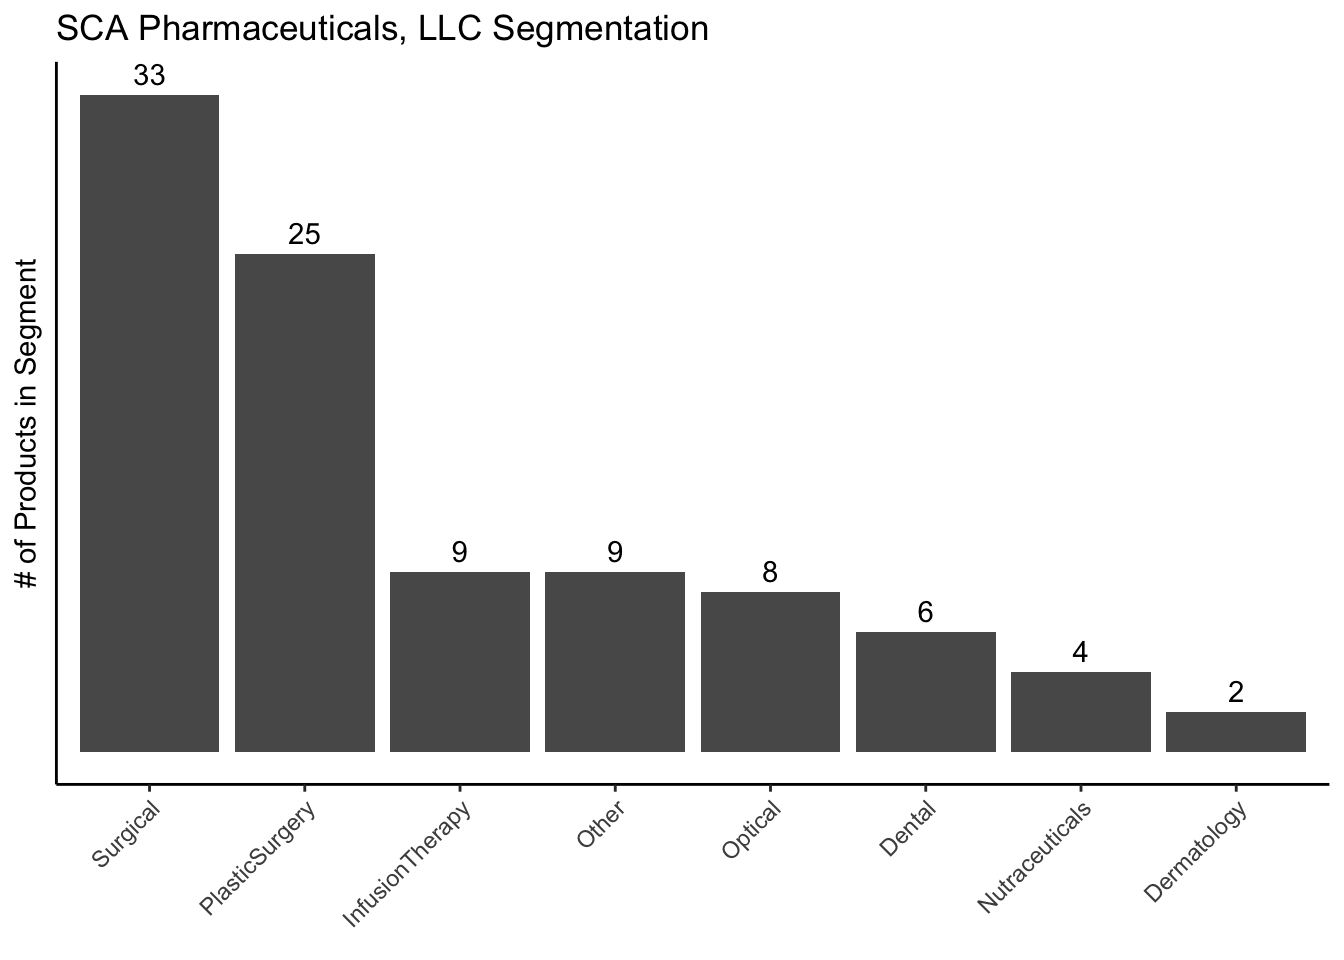 SCA Pharmaceuticals, LLC Segmentation
# of Products in Segment
33
25
9
9
8
6
4
2
Surgical
PlasticSurgery
InfusionTherapy
Other
Optical
Dental
Nutraceuticals
Dermatology